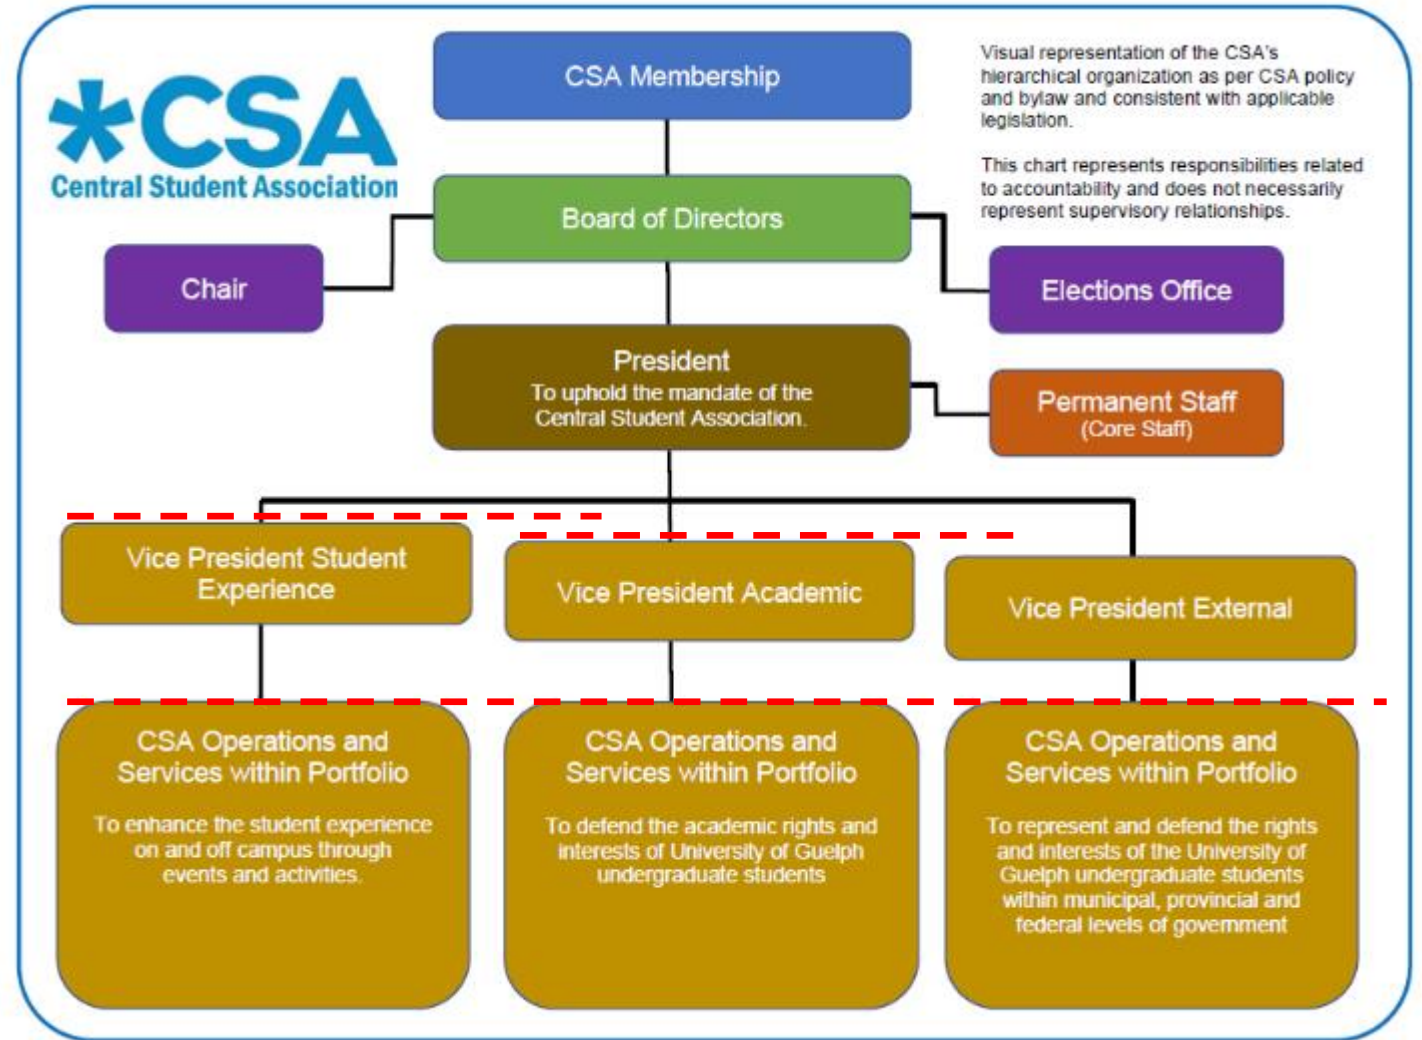 CSA Membership
Visual representation of the CSA's
hierarchical organization as per CSA policy
and bylaw and consistent with applicable
legislation.
This chart represents responsibilities related
to accountability and does not necessarily
represent supervisory relationships.
*CSA
Central Student Association
Board of Directors
Chair
Elections Office
President
To uphold the mandate of the
Central Student Association.
Permanent Staff
(Core Staff)
Vice President Student
Experience
Vice President Academic
Vice President External
CSA Operations and
Services within Portfolio
To enhance the student experience
on and off campus through
events and activities.
CSA Operations and
Services within Portfolio
To defend the academic rights and
interests of University of Guelph
undergraduate students
CSA Operations and
Services within Portfolio
To represent and defend the rights
and interests of the University of
Guelph undergraduate students
within municipal, provincial and
federal levels of government